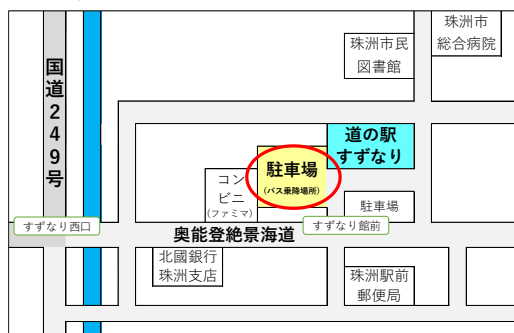 珠洲市
総合病院
珠洲市民
図書館
国道249号
道の駅
すずなり
駐車場
(バス乗降場所)
コン
ビニ
(ファミマ)
駐車場
すずなり西口
すずなり館前
奥能登絶景海道
北國銀行
珠洲支店
珠洲駅前
郵便局